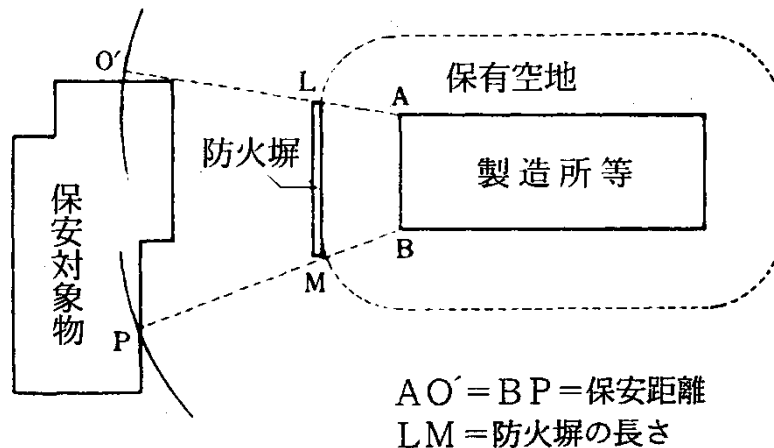 O′
L
A
保有空地
防火塀
製造所等
保安対象物
B
M
P
AO′=BP=保安距離
LM=防火塀の長さ